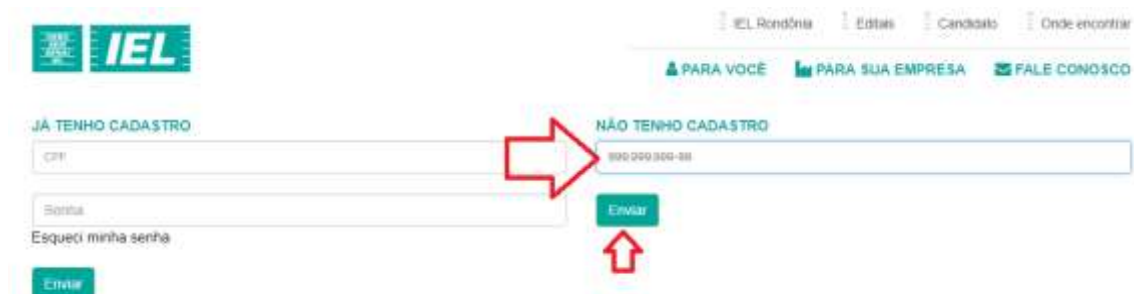 IEL
IEL Rondônia Editais Candidato Onde encontrar
PARA VOCÊ PARA SUA EMPRESA FALE CONOSCO
JÁ TENHO CADASTRO
CPF
Senha
Esqueci minha senha
Enviar
NÃO TENHO CADASTRO
999.999.999-99
Enviar